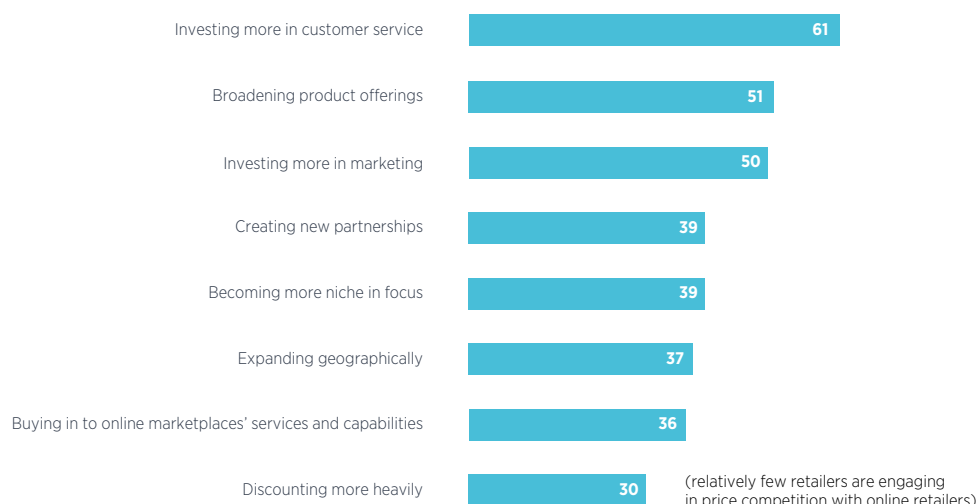 Investing more in customer service 61
Broadening product offerings 51
Investing more in marketing 50
Creating new partnerships 39
Becoming more niche in focus 39
Expanding geographically 37
Buying in to online marketplaces’ services and capabilities 36
Discounting more heavily 30 (relatively few retailers are engaging
in price competition with online retailers)